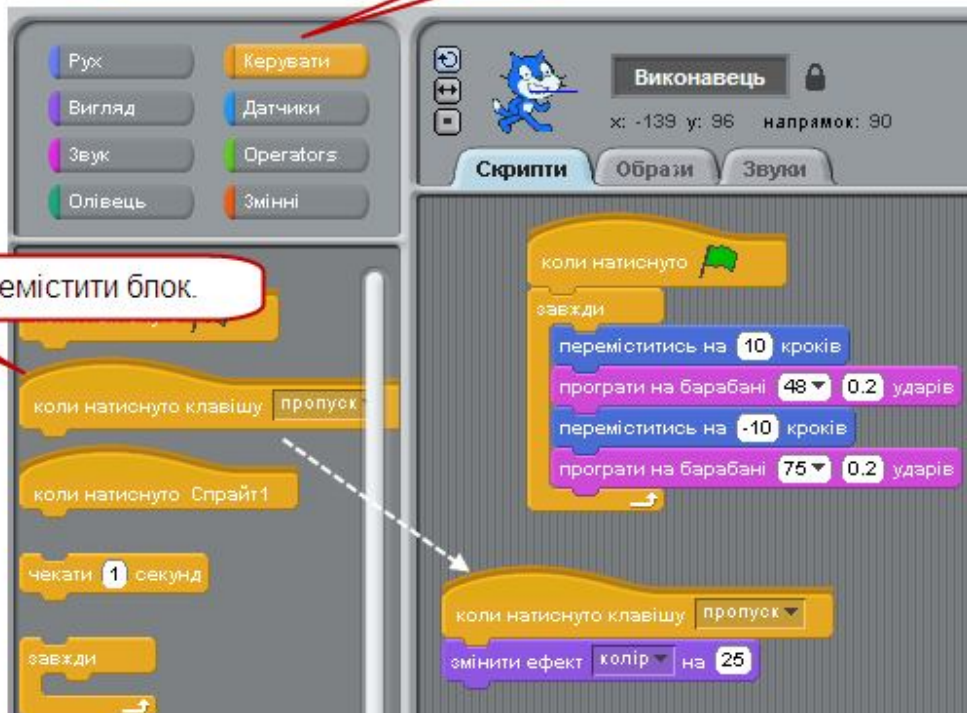 Рух
Керувати
Вигляд
Датчики
Звук
Operators
Олівець
Змінні
Виконавець
x: -139 y: 96 напрямок: 90
Скрипти
Образи
Звуки
емістити блок.
коли натиснуто клавішу пропуск
коли натиснуто Спрайт1
чекати 1 секунд
завжди
коли натиснуто
завжди
переміститись на 10 кроків
програти на барабані 48 0.2 ударів
переміститись на -10 кроків
програти на барабані 75 0.2 ударів
коли натиснуто клавішу пропуск
змінити ефект колір на 25